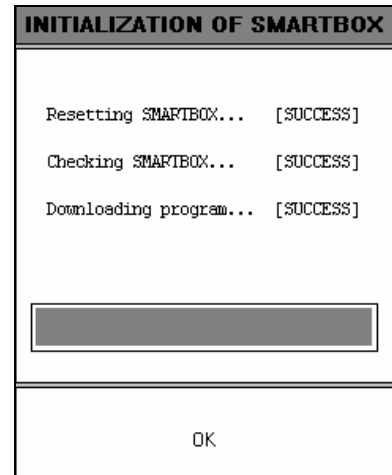 INITIALIZATION OF SMARTBOX
Resetting SMARTBOX... [SUCCESS]
Checking SMARTBOX... [SUCCESS]
Downloading program... [SUCCESS]
OK